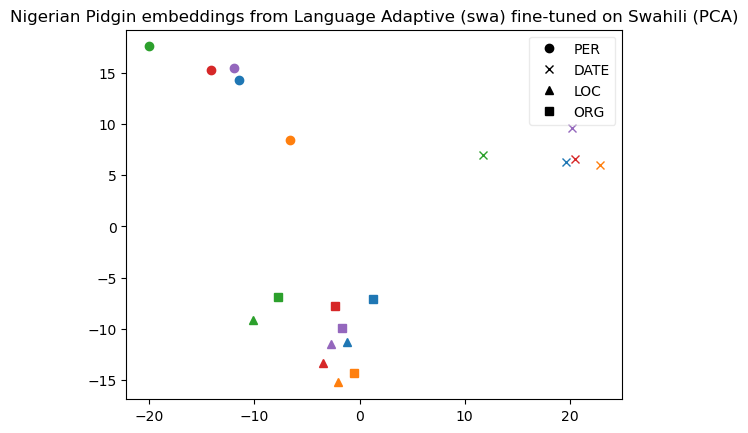 Nigerian Pidgin embeddings from Language Adaptive (swa) fine-tuned on Swahili (PCA)
PER
DATE
LOC
ORG
15
10
5
0
−5
−10
−15
−20
−10
0
10
20